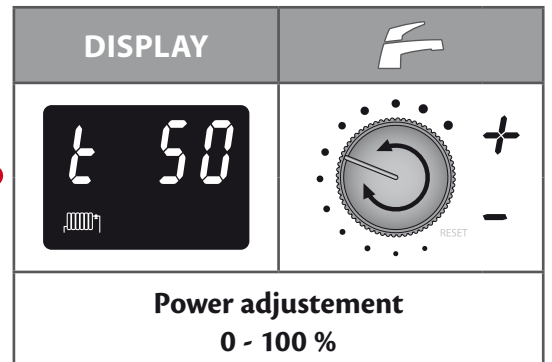 DISPLAY
t 50
+
-
RESET
Power adjustement
0 - 100 %